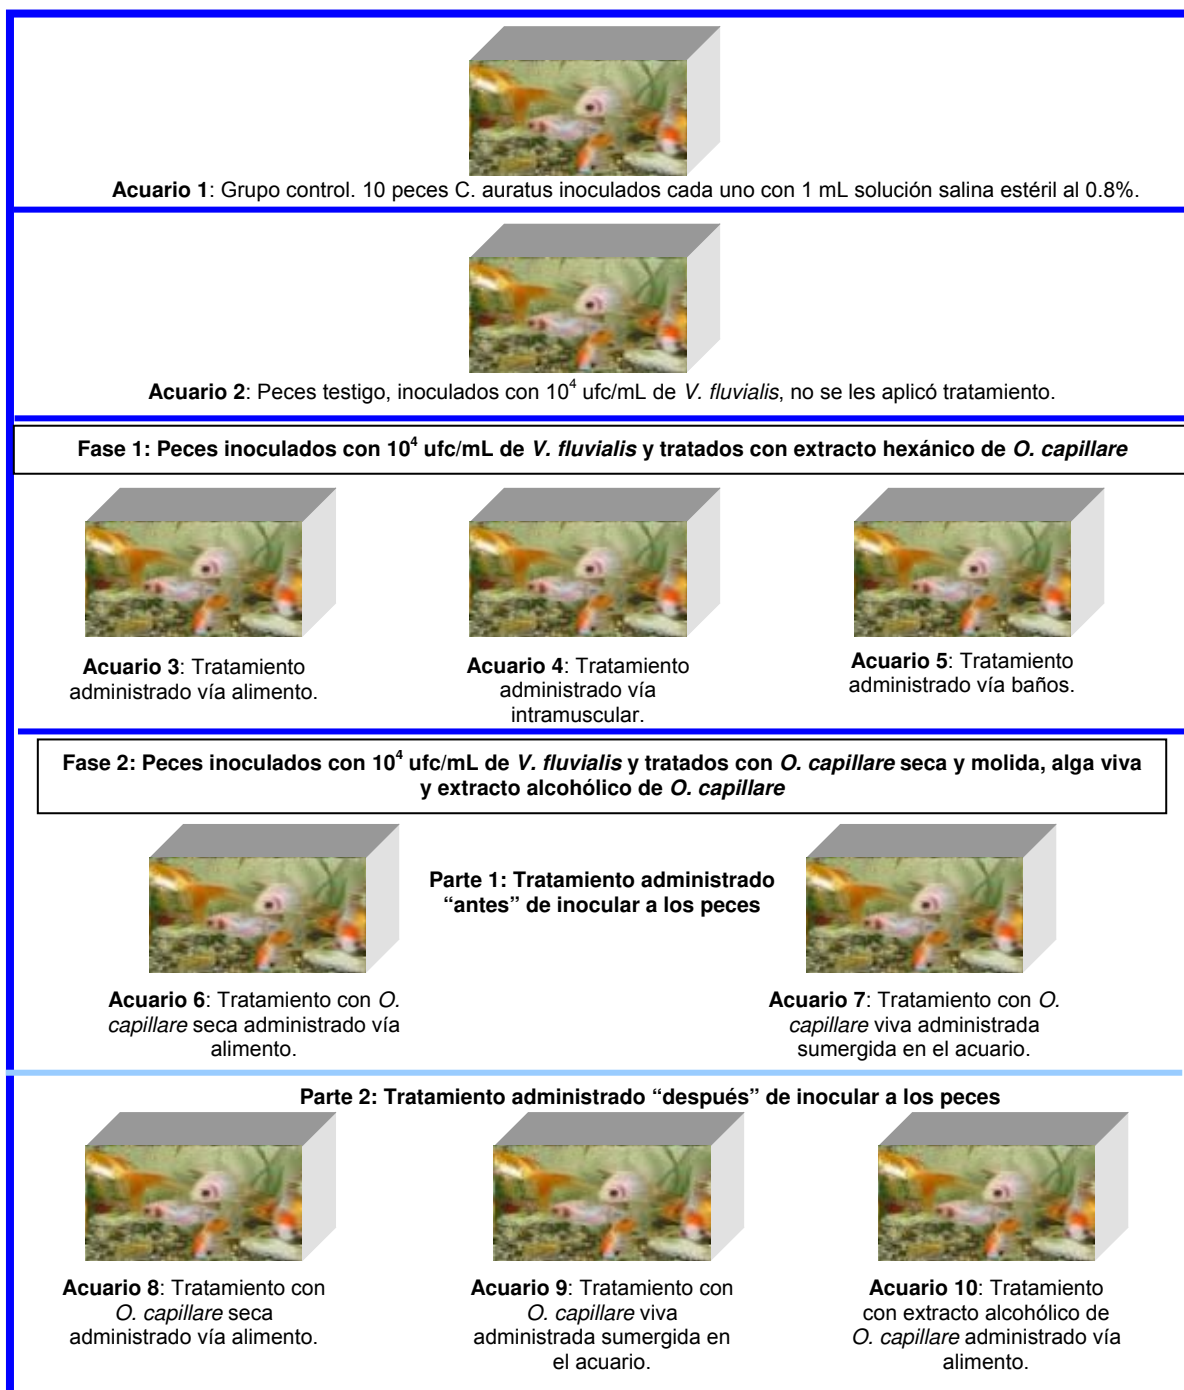 Acuario 1: Grupo control. 10 peces C. auratus inoculados cada uno con 1 mL solución salina estéril al 0.8%.
Acuario 2: Peces testigo, inoculados con 10⁴ ufc/mL de V. fluvialis, no se les aplicó tratamiento.
Fase 1: Peces inoculados con 10⁴ ufc/mL de V. fluvialis y tratados con extracto hexánico de O. capillare
Acuario 3: Tratamiento
administrado vía alimento.
Acuario 4: Tratamiento
administrado vía
intramuscular.
Acuario 5: Tratamiento
administrado vía baños.
Fase 2: Peces inoculados con 10⁴ ufc/mL de V. fluvialis y tratados con O. capillare seca y molida, alga viva
y extracto alcohólico de O. capillare
Parte 1: Tratamiento administrado
“antes” de inocular a los peces
Acuario 6: Tratamiento con O.
capillare seca administrado vía
alimento.
Acuario 7: Tratamiento con O.
capillare viva administrada
sumergida en el acuario.
Parte 2: Tratamiento administrado “después” de inocular a los peces
Acuario 8: Tratamiento con
O. capillare seca
administrado vía alimento.
Acuario 9: Tratamiento con
O. capillare viva
administrada sumergida en
el acuario.
Acuario 10: Tratamiento
con extracto alcohólico de
O. capillare administrado vía
alimento.